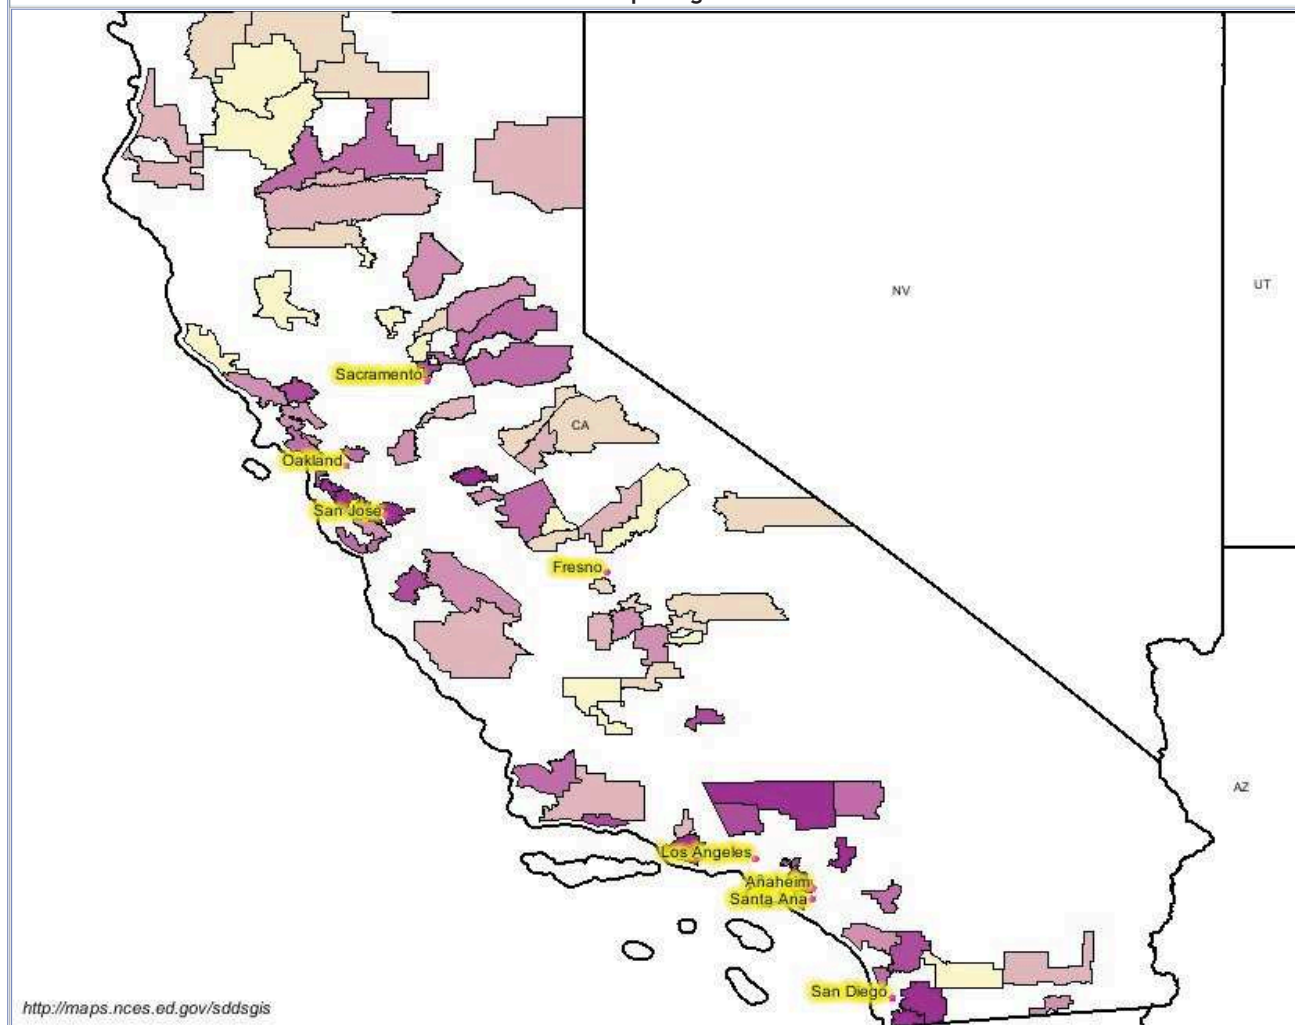 NV
UT
Sacramento
CA
Oakland
San Jose
Fresno
AZ
Los Angeles
Anaheim
Santa Ana
San Diego
http://maps.nces.ed.gov/sddsgis